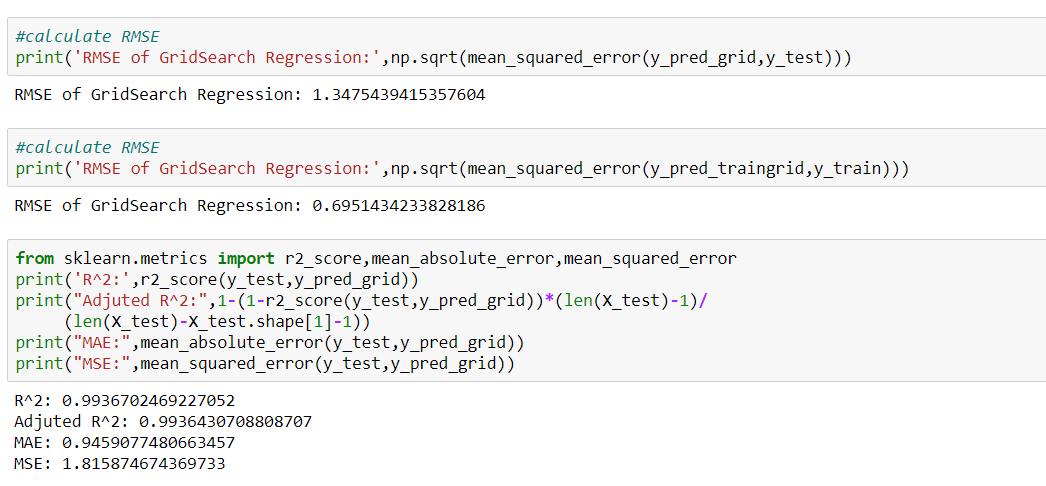 #calculate RMSE
print('RMSE of GridSearch Regression:',np.sqrt(mean_squared_error(y_pred_grid,y_test)))
RMSE of GridSearch Regression: 1.3475439415357604
#calculate RMSE
print('RMSE of GridSearch Regression:',np.sqrt(mean_squared_error(y_pred_traingrid,y_train)))
RMSE of GridSearch Regression: 0.6951434233828186
from sklearn.metrics import r2_score,mean_absolute_error,mean_squared_error
print('R^2:',r2_score(y_test,y_pred_grid))
print("Adjuted R^2:",1-(1-r2_score(y_test,y_pred_grid))*(len(X_test)-1)/
(len(X_test)-X_test.shape[1]-1))
print("MAE:",mean_absolute_error(y_test,y_pred_grid))
print("MSE:",mean_squared_error(y_test,y_pred_grid))
R^2: 0.9936702469227052
Adjuted R^2: 0.9936430708808707
MAE: 0.9459077480663457
MSE: 1.815874674369733